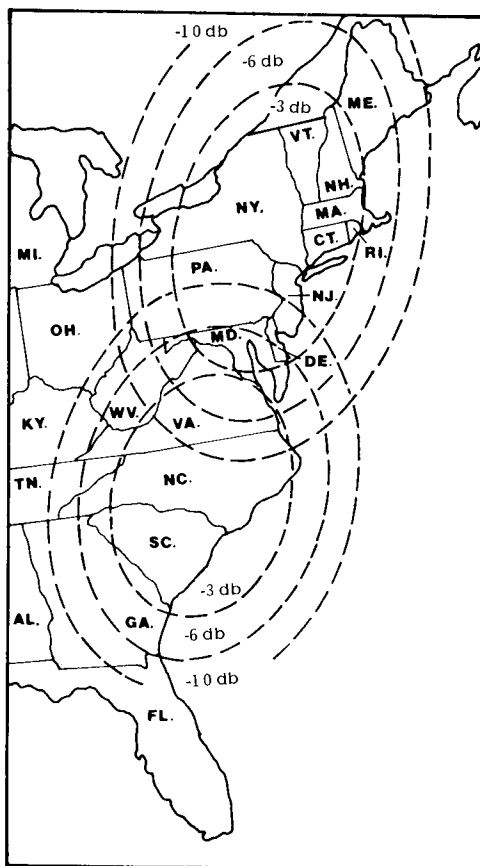 -10 db
-6 db
-3 db
ME.
VT.
NH.
NY.
MA.
CT.
RI.
MI.
PA.
NJ.
OH.
MD.
DE.
WV.
KY.
VA.
TN.
NC.
SC.
-3 db
AL.
GA.
-6 db
-10 db
FL.